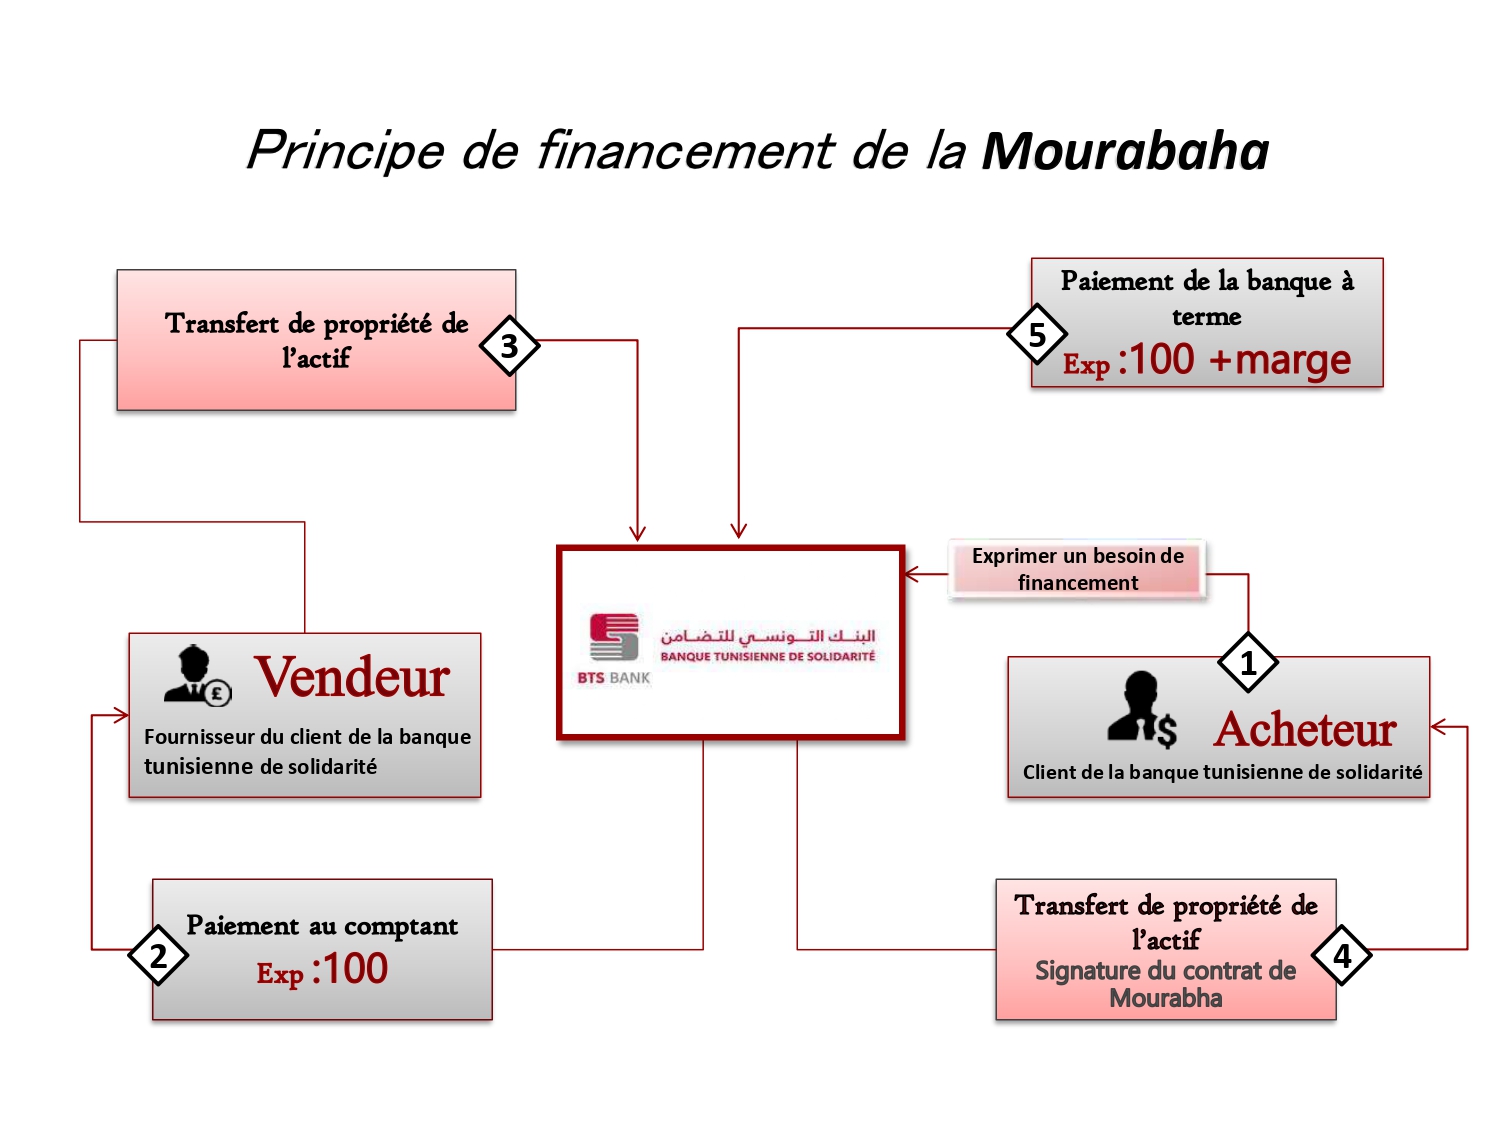 Principe de financement de la Mourabaha
Transfert de propriété de
l’actif
3
Paiement de la banque à
terme
Exp :100 +marge
5
Exprimer un besoin de
financement
البنــك التــونســي للتـضـامن
BANQUE TUNISIENNE DE SOLIDARITÉ
BTS BANK
Vendeur
Fournisseur du client de la banque
tunisienne de solidarité
1
Acheteur
Client de la banque tunisienne de solidarité
2
Paiement au comptant
Exp :100
Transfert de propriété de
l’actif
Signature du contrat de
Mourabha
4
£
$